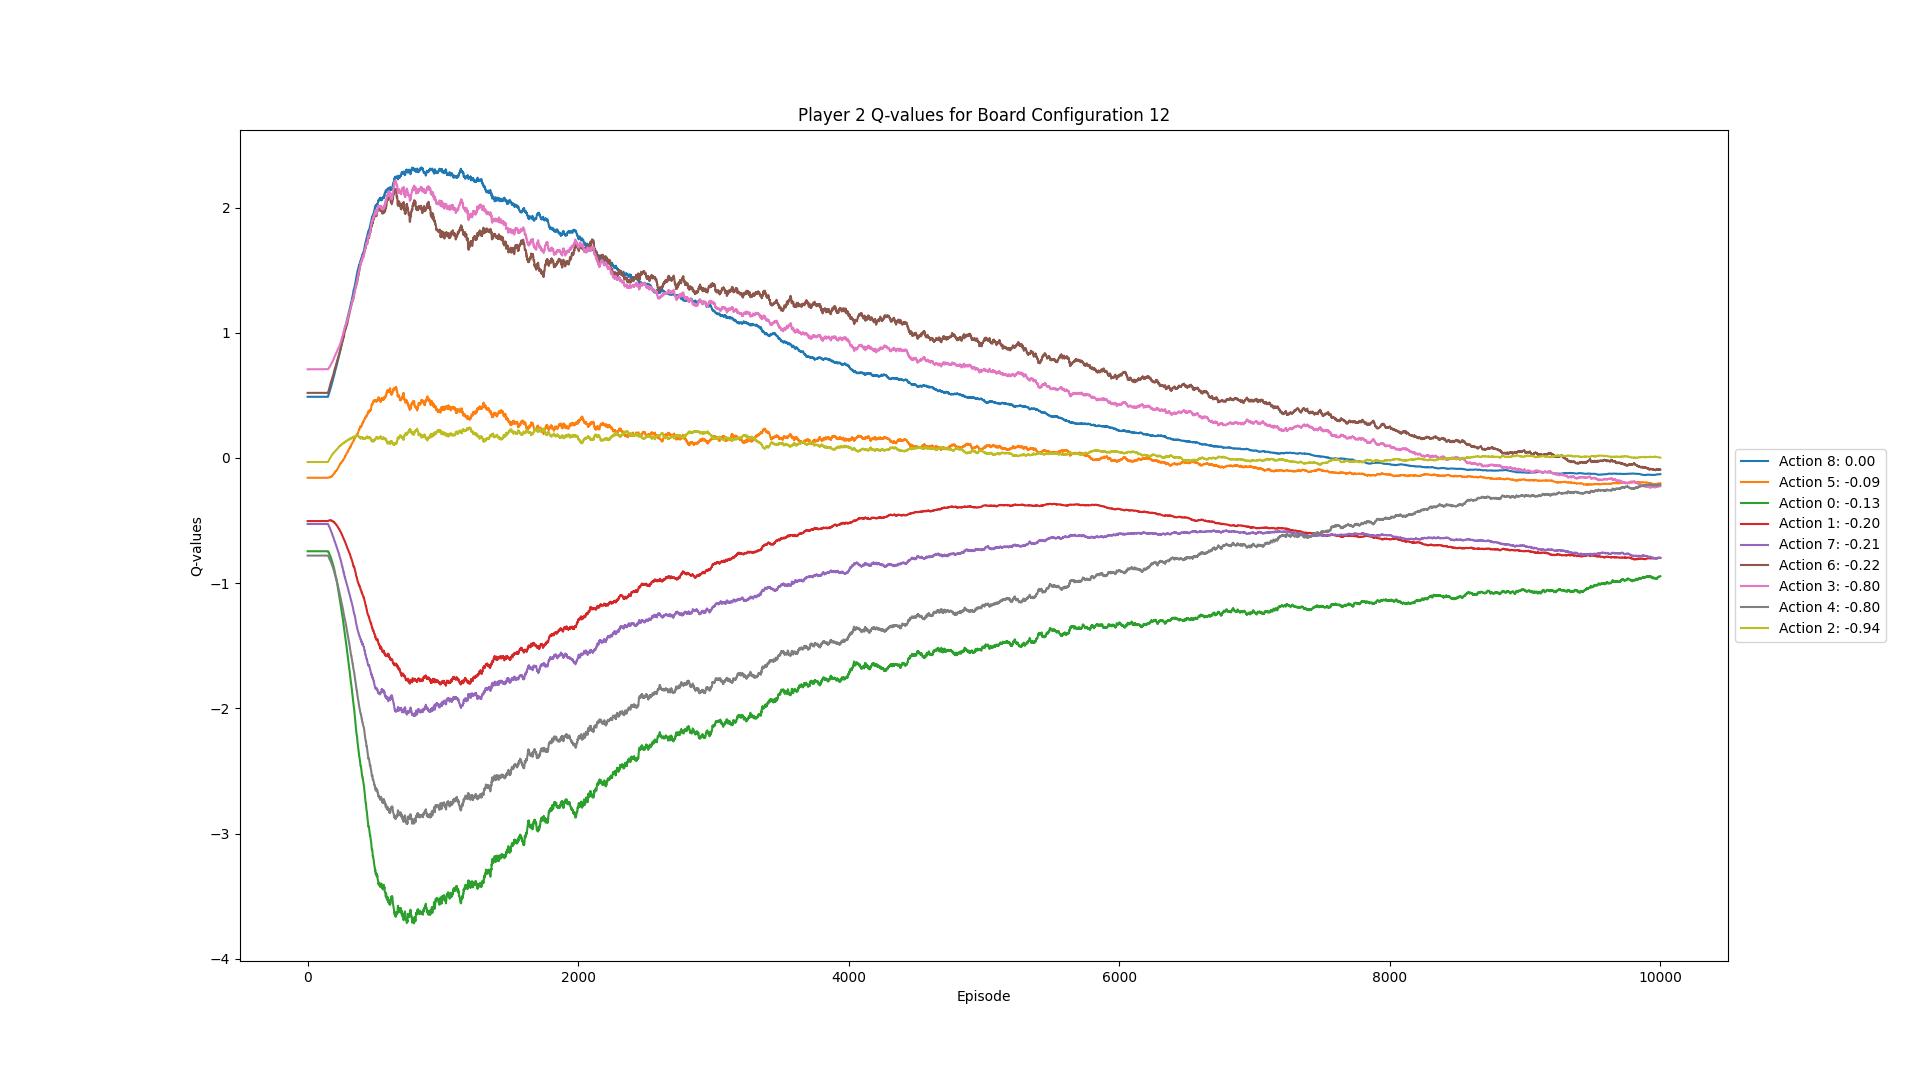 Player 2 Q-values for Board Configuration 12
Q-values
2
1
0
−1
−2
−3
−4
0 2000 4000 6000 8000 10000
Episode
Action 8: 0.00
Action 5: -0.09
Action 0: -0.13
Action 1: -0.20
Action 7: -0.21
Action 6: -0.22
Action 3: -0.80
Action 4: -0.80
Action 2: -0.94